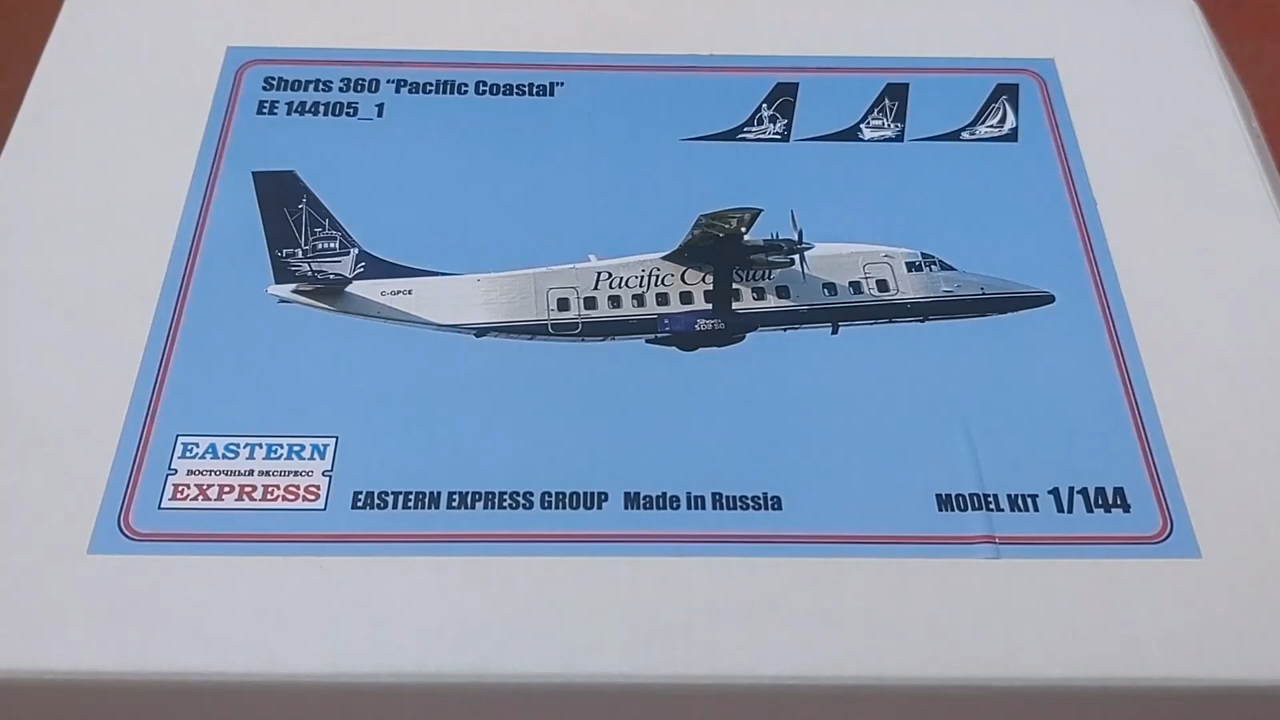 Shorts 360 “Pacific Coastal”
EE 144105_1
Pacific Coastal
C-GPCE
Shorts
EASTERN
ВОСТОЧНЫЙ ЭКСПРЕСС
EXPRESS
EASTERN EXPRESS GROUP Made in Russia
MODEL KIT 1/144